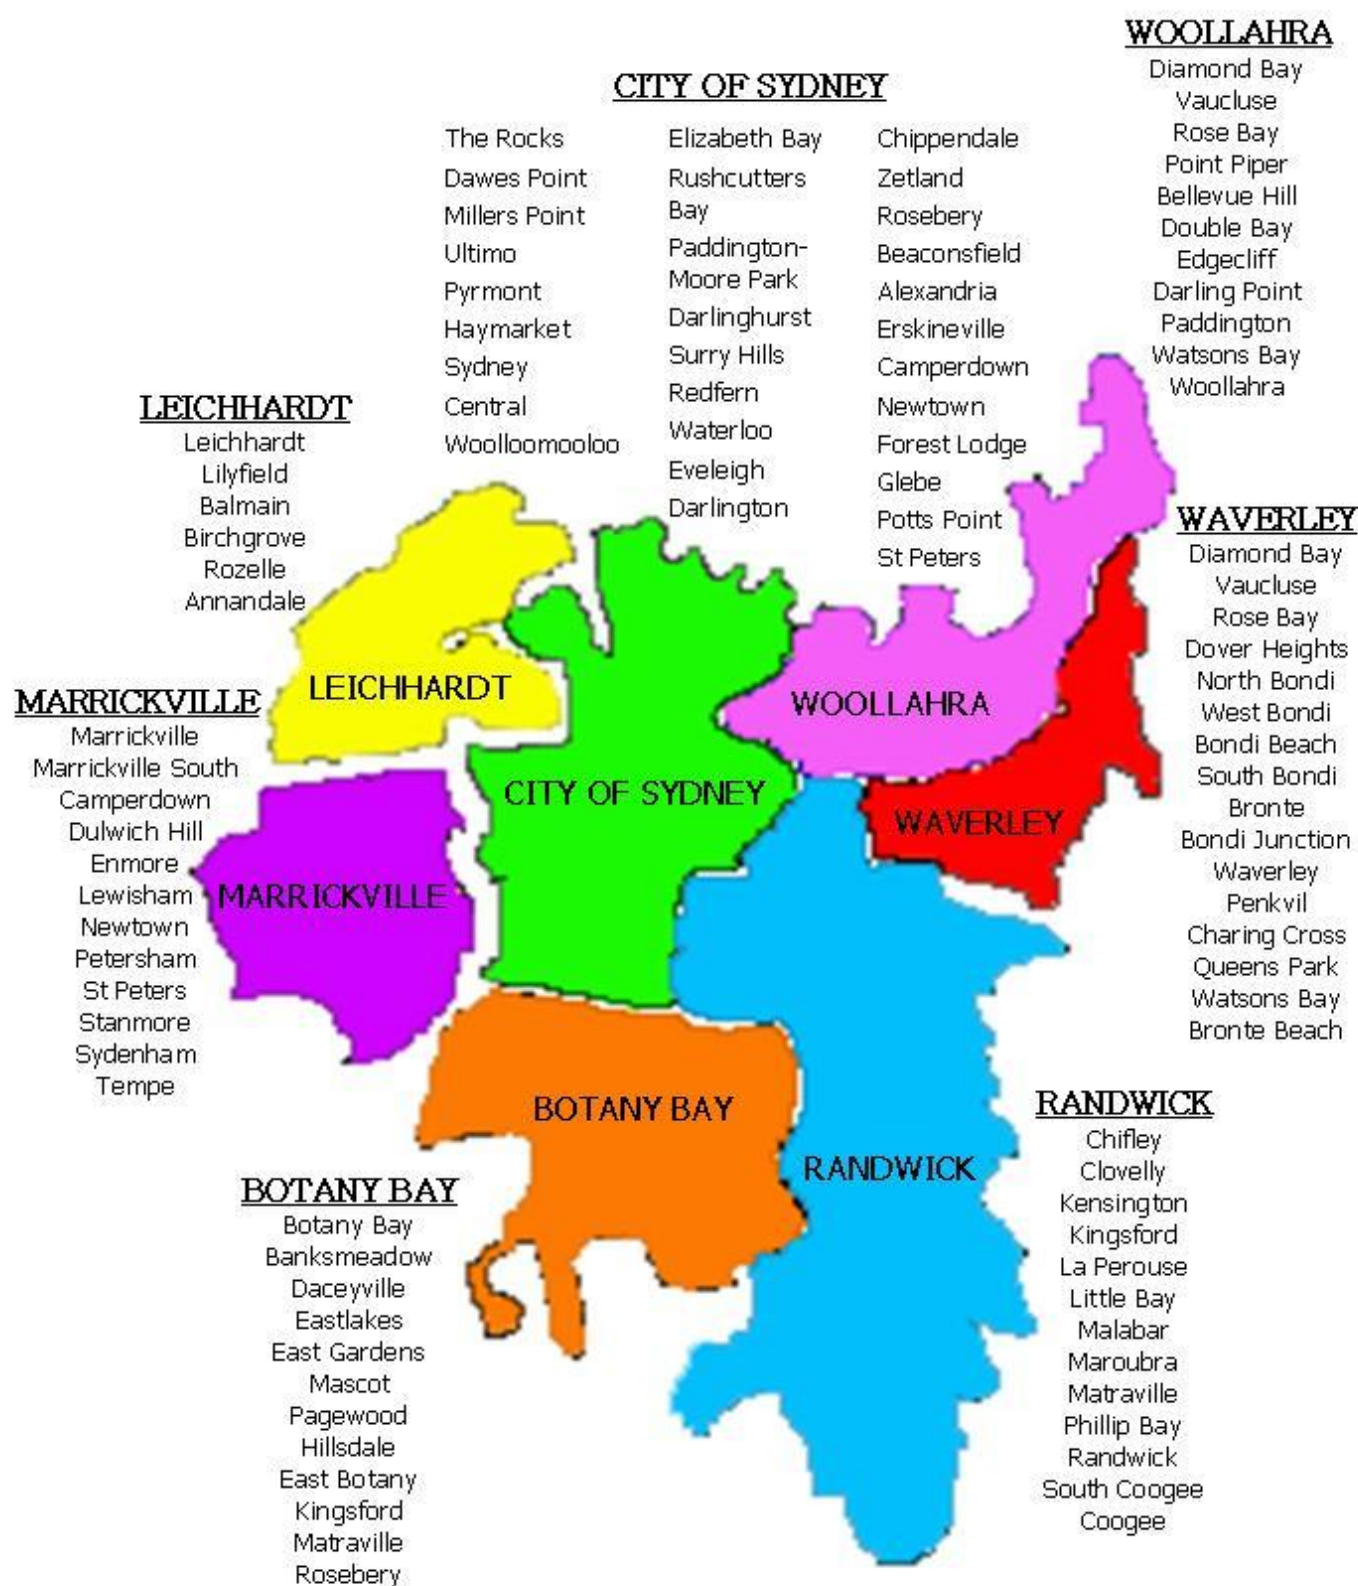 WOOLLAHRA
Diamond Bay
Vaucluse
Rose Bay
Point Piper
Bellevue Hill
Double Bay
Edgecliff
Darling Point
Paddington
Watsons Bay
Woollahra
CITY OF SYDNEY
The Rocks
Dawes Point
Millers Point
Ultimo
Pyrmont
Haymarket
Sydney
Central
Woolloomooloo
Elizabeth Bay
Rushcutters
Bay
Paddington-
Moore Park
Darlinghurst
Surry Hills
Redfern
Waterloo
Eveleigh
Darlington
Chippendale
Zetland
Rosebery
Beaconsfield
Alexandria
Erskineville
Camperdown
Newtown
Forest Lodge
Glebe
Potts Point
St Peters
LEICHHARDT
Leichhardt
Lilyfield
Balmain
Birchgrove
Rozelle
Annandale
WAVERLEY
Diamond Bay
Vaucluse
Rose Bay
Dover Heights
North Bondi
West Bondi
Bondi Beach
South Bondi
Bronte
Bondi Junction
Waverley
Penkvil
Charing Cross
Queens Park
Watsons Bay
Bronte Beach
MARRICKVILLE
Marrickville
Marrickville South
Camperdown
Dulwich Hill
Enmore
Lewisham
Newtown
Petersham
St Peters
Stanmore
Sydenham
Tempe
LEICHHARDT
WOOLLAHRA
CITY OF SYDNEY
WAVERLEY
MARRICKVILLE
BOTANY BAY
RANDWICK
RANDWICK
Chifley
Clovelly
Kensington
Kingsford
La Perouse
Little Bay
Malabar
Maroubra
Matraville
Phillip Bay
Randwick
South Coogee
Coogee
BOTANY BAY
Botany Bay
Banksmeadow
Daceyville
Eastlakes
East Gardens
Mascot
Pagewood
Hillsdale
East Botany
Kingsford
Matraville
Rosebery